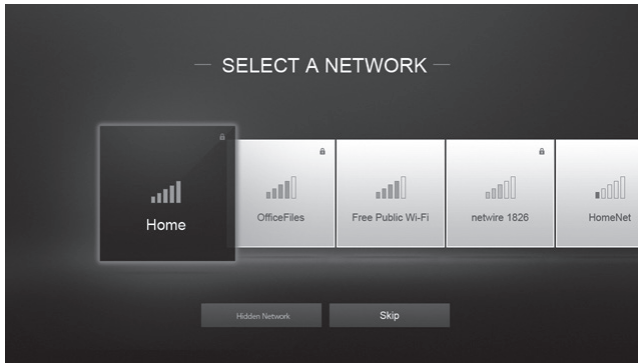 SELECT A NETWORK
Home
OfficeFiles
Free Public Wi-Fi
netwire 1826
HomeNet
Hidden Network
Skip